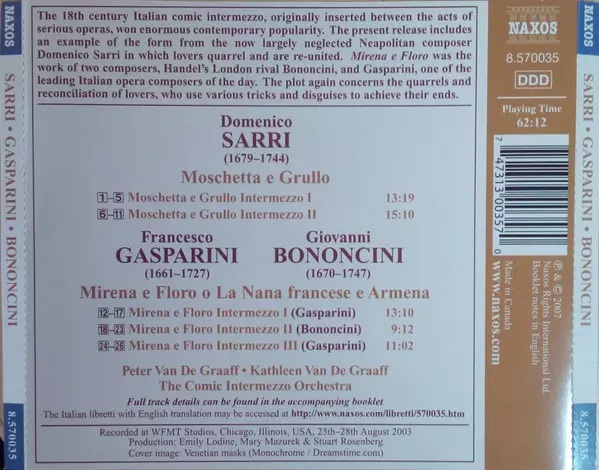 NAXOS
SARRI • GASPARINI • BONONCINI
8.570035
The 18th century Italian comic intermezzo, originally inserted between the acts of
serious operas, won enormous contemporary popularity. The present release includes
an example of the form from the now largely neglected Neapolitan composer
Domenico Sarri in which lovers quarrel and are re-united. Mirena e Floro was the
work of two composers, Handel's London rival Bononcini, and Gasparini, one of the
leading Italian opera composers of the day. The plot again concerns the quarrels and
reconciliation of lovers, who use various tricks and disguises to achieve their ends.
Domenico
SARRI
(1679–1744)
Moschetta e Grullo
1–5 Moschetta e Grullo Intermezzo I 13:19
6–11 Moschetta e Grullo Intermezzo II 15:10
Francesco Giovanni
GASPARINI BONONCINI
(1661–1727) (1670–1747)
Mirena e Floro o La Nana francese e Armena
12–17 Mirena e Floro Intermezzo I (Gasparini) 13:10
18–23 Mirena e Floro Intermezzo II (Bononcini) 9:12
24–26 Mirena e Floro Intermezzo III (Gasparini) 11:02
Peter Van De Graaff • Kathleen Van De Graaff
The Comic Intermezzo Orchestra
Full track details can be found in the accompanying booklet
The Italian libretti with English translation may be accessed at http://www.naxos.com/libretti/570035.htm
Recorded at WFMT Studios, Chicago, Illinois, USA, 25th–28th August 2003
Production: Emily Lodine, Mary Mazurek & Stuart Rosenberg
Cover image: Venetian masks (Monochrome / Dreamstime.com)
NAXOS
8.570035
DDD
Playing Time
62:12
7 47313 00357 0
℗ & © 2007
Naxos Rights International Ltd.
Booklet notes in English
Made in Canada
www.naxos.com
NAXOS
SARRI • GASPARINI • BONONCINI
8.570035